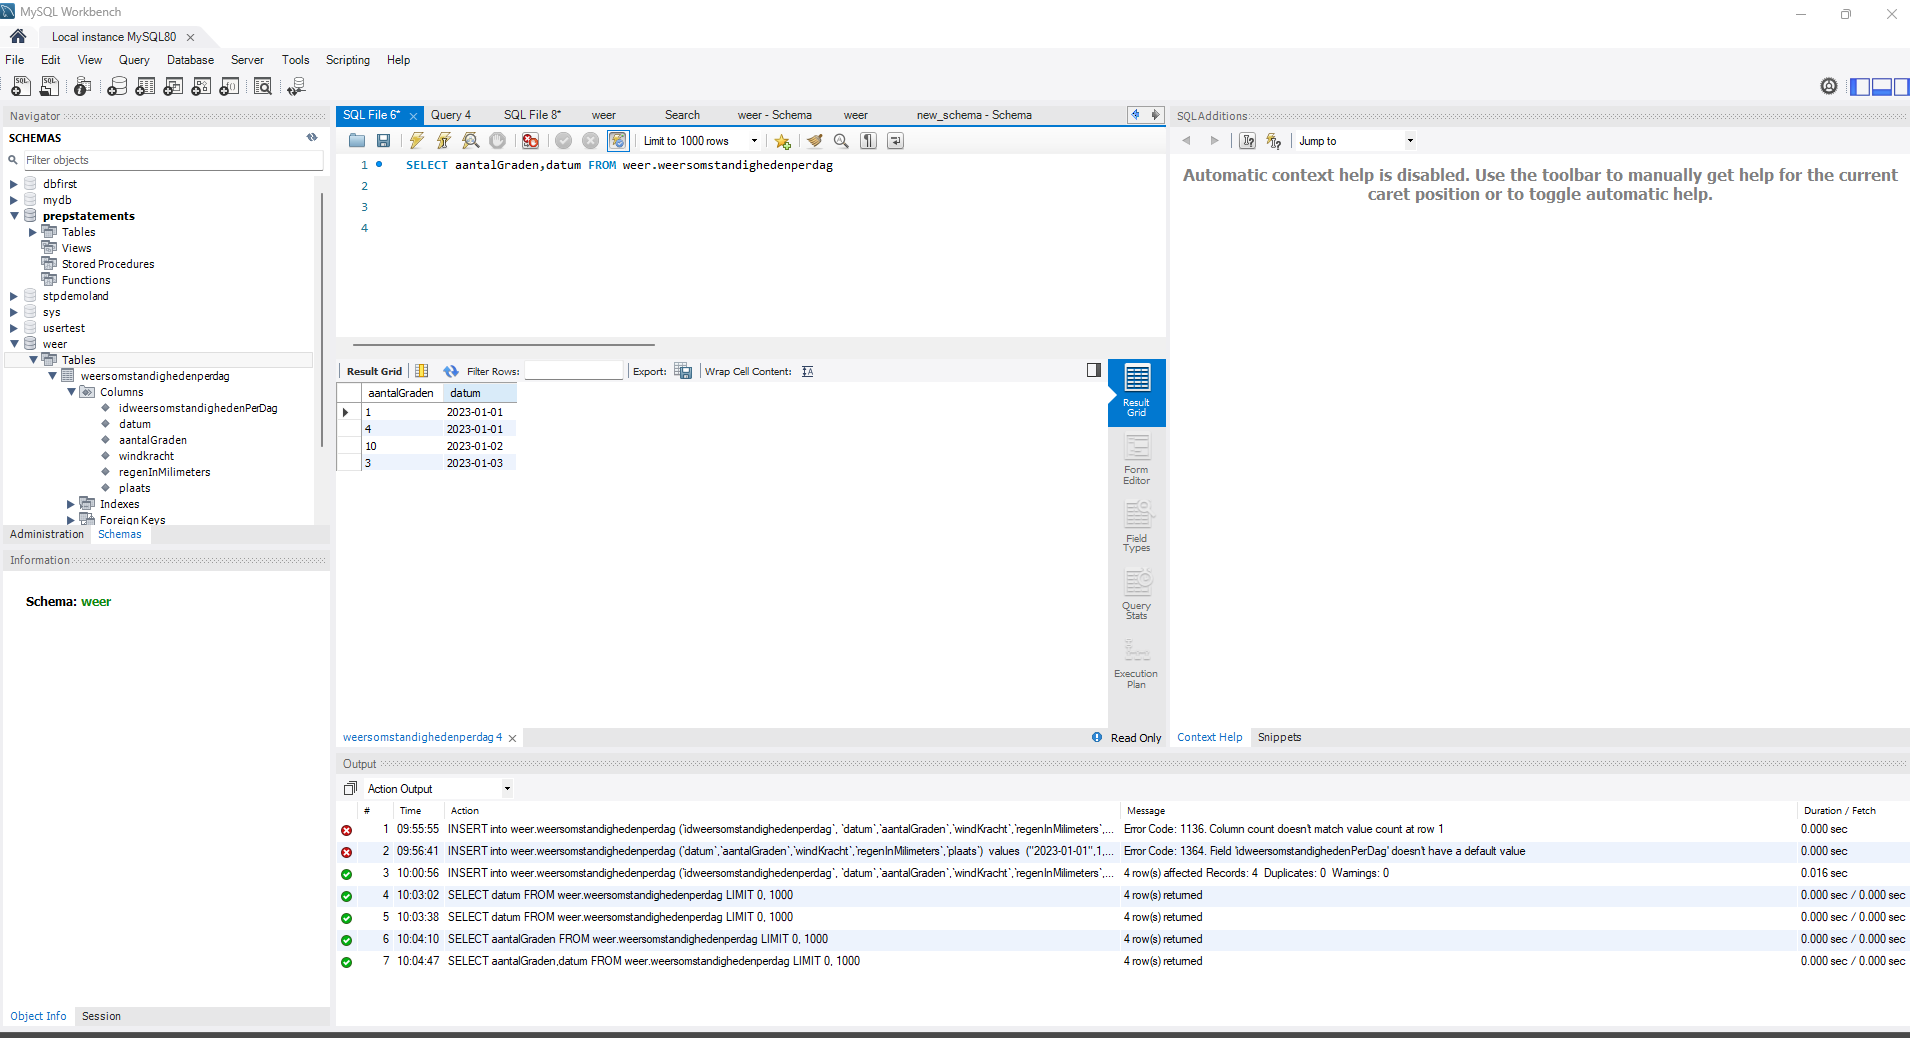 MySQL Workbench
Local instance MySQL80
File Edit View Query Database Server Tools Scripting Help
Navigator
SCHEMAS
Filter objects
dbfirst
mydb
prepstatements
Tables
Views
Stored Procedures
Functions
stpdemoland
sys
usertest
weer
Tables
weersomstandighedenperdag
Columns
idweersomstandighedenPerDag
datum
aantalGraden
windkracht
regenInMilimeters
plaats
Indexes
Foreign Keys
Administration Schemas
Information
Schema: weer
Object Info Session
SQL File 6* Query 4 SQL File 8* weer Search weer - Schema weer new_schema - Schema
Limit to 1000 rows
1 SELECT aantalGraden,datum FROM weer.weersomstandighedenperdag
2
3
4
Result Grid Filter Rows: Export: Wrap Cell Content:
aantalGraden datum
1 2023-01-01
4 2023-01-01
10 2023-01-02
3 2023-01-03
Result Grid
Form Editor
Field Types
Query Stats
Execution Plan
weersomstandighedenperdag 4 Read Only
SQLAdditions
Jump to
Automatic context help is disabled. Use the toolbar to manually get help for the current
caret position or to toggle automatic help.
Context Help Snippets
Output
Action Output
# Time Action Message Duration / Fetch
1 09:55:55 INSERT into weer.weersomstandighedenperdag (`idweersomstandighedenperdag`, `datum`,`aantalGraden`,`windKracht`,`regenInMilimeters`,... Error Code: 1136. Column count doesn't match value count at row 1 0.000 sec
2 09:56:41 INSERT into weer.weersomstandighedenperdag (`datum`,`aantalGraden`,`windKracht`,`regenInMilimeters`,`plaats`) values ("2023-01-01",1,... Error Code: 1364. Field 'idweersomstandighedenPerDag' doesn't have a default value 0.000 sec
3 10:00:56 INSERT into weer.weersomstandighedenperdag (`idweersomstandighedenperdag`, `datum`,`aantalGraden`,`windKracht`,`regenInMilimeters`,... 4 row(s) affected Records: 4 Duplicates: 0 Warnings: 0 0.016 sec
4 10:03:02 SELECT datum FROM weer.weersomstandighedenperdag LIMIT 0, 1000 4 row(s) returned 0.000 sec / 0.000 sec
5 10:03:38 SELECT datum FROM weer.weersomstandighedenperdag LIMIT 0, 1000 4 row(s) returned 0.000 sec / 0.000 sec
6 10:04:10 SELECT aantalGraden FROM weer.weersomstandighedenperdag LIMIT 0, 1000 4 row(s) returned 0.000 sec / 0.000 sec
7 10:04:47 SELECT aantalGraden,datum FROM weer.weersomstandighedenperdag LIMIT 0, 1000 4 row(s) returned 0.000 sec / 0.000 sec